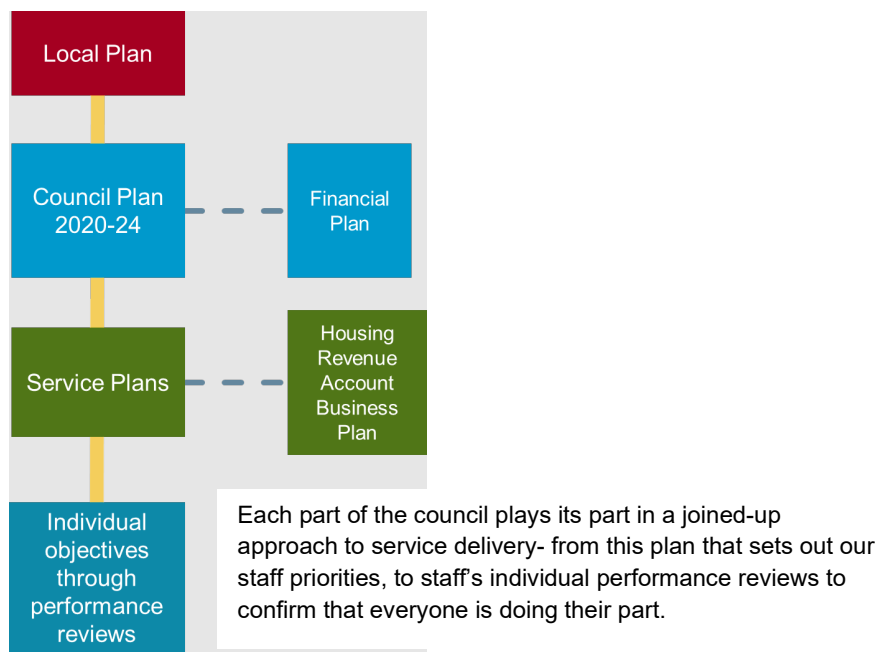 Local Plan
Council Plan
2020-24
Financial
Plan
Service Plans
Housing
Revenue
Account
Business
Plan
Individual
objectives
through
performance
reviews
Each part of the council plays its part in a joined-up
approach to service delivery- from this plan that sets out our
staff priorities, to staff’s individual performance reviews to
confirm that everyone is doing their part.